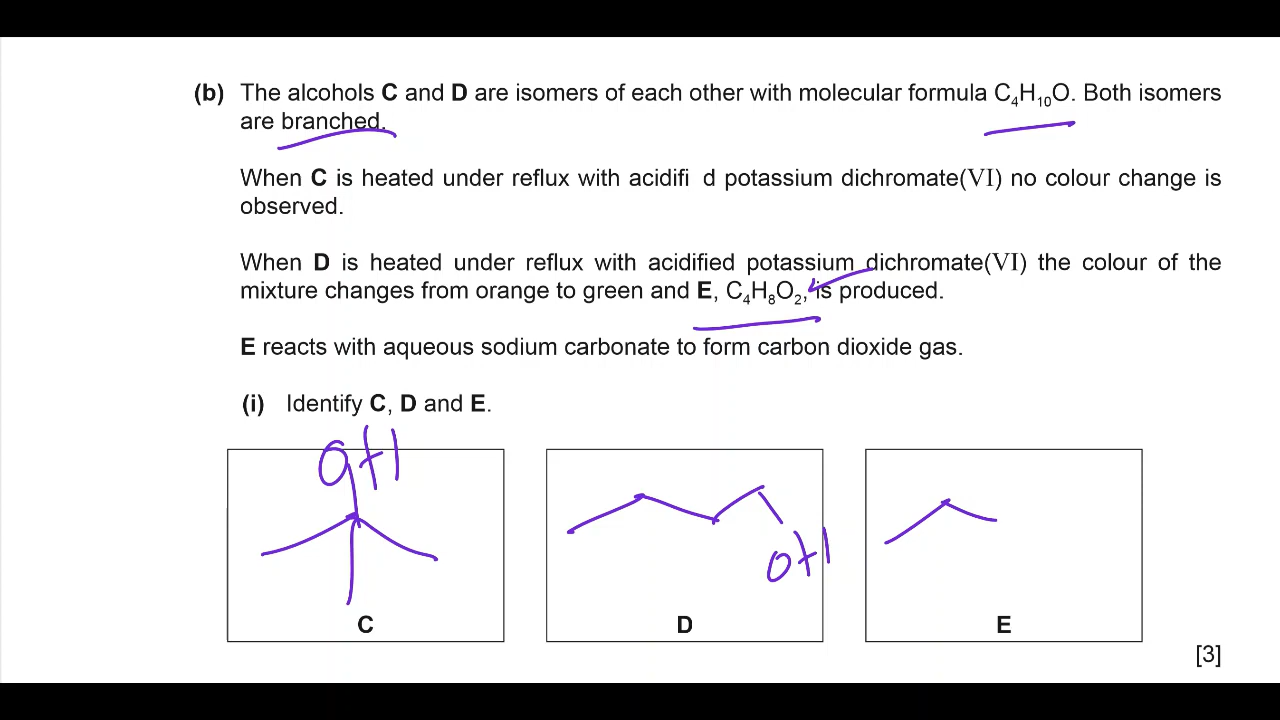 (b) The alcohols C and D are isomers of each other with molecular formula C₄H₁₀O. Both isomers
are branched.
When C is heated under reflux with acidifi d potassium dichromate(VI) no colour change is
observed.
When D is heated under reflux with acidified potassium dichromate(VI) the colour of the
mixture changes from orange to green and E, C₄H₈O₂, is produced.
E reacts with aqueous sodium carbonate to form carbon dioxide gas.
(i) Identify C, D and E.
OH
OH
C D E
[3]